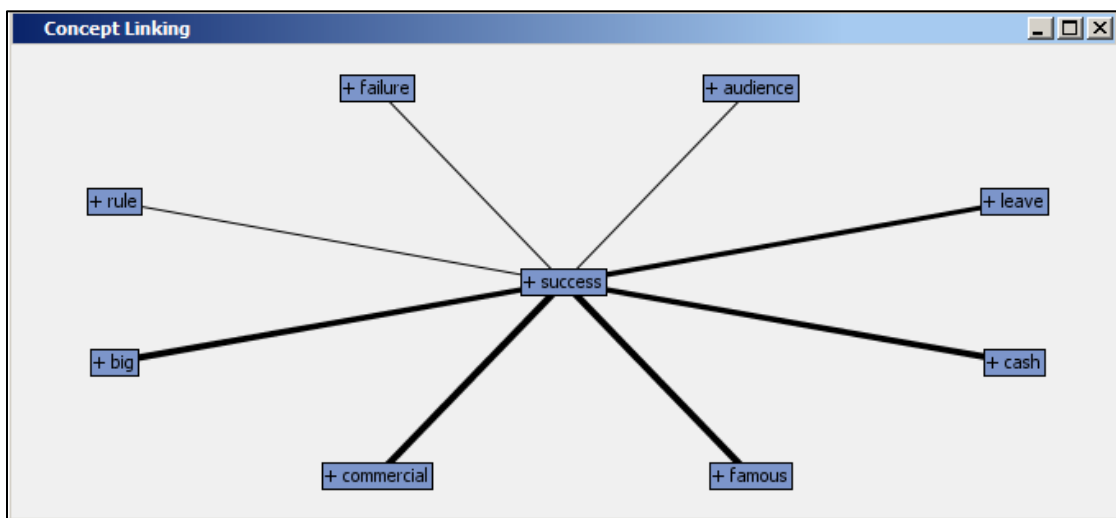 Concept Linking
+ failure
+ audience
+ rule
+ leave
+ success
+ big
+ cash
+ commercial
+ famous